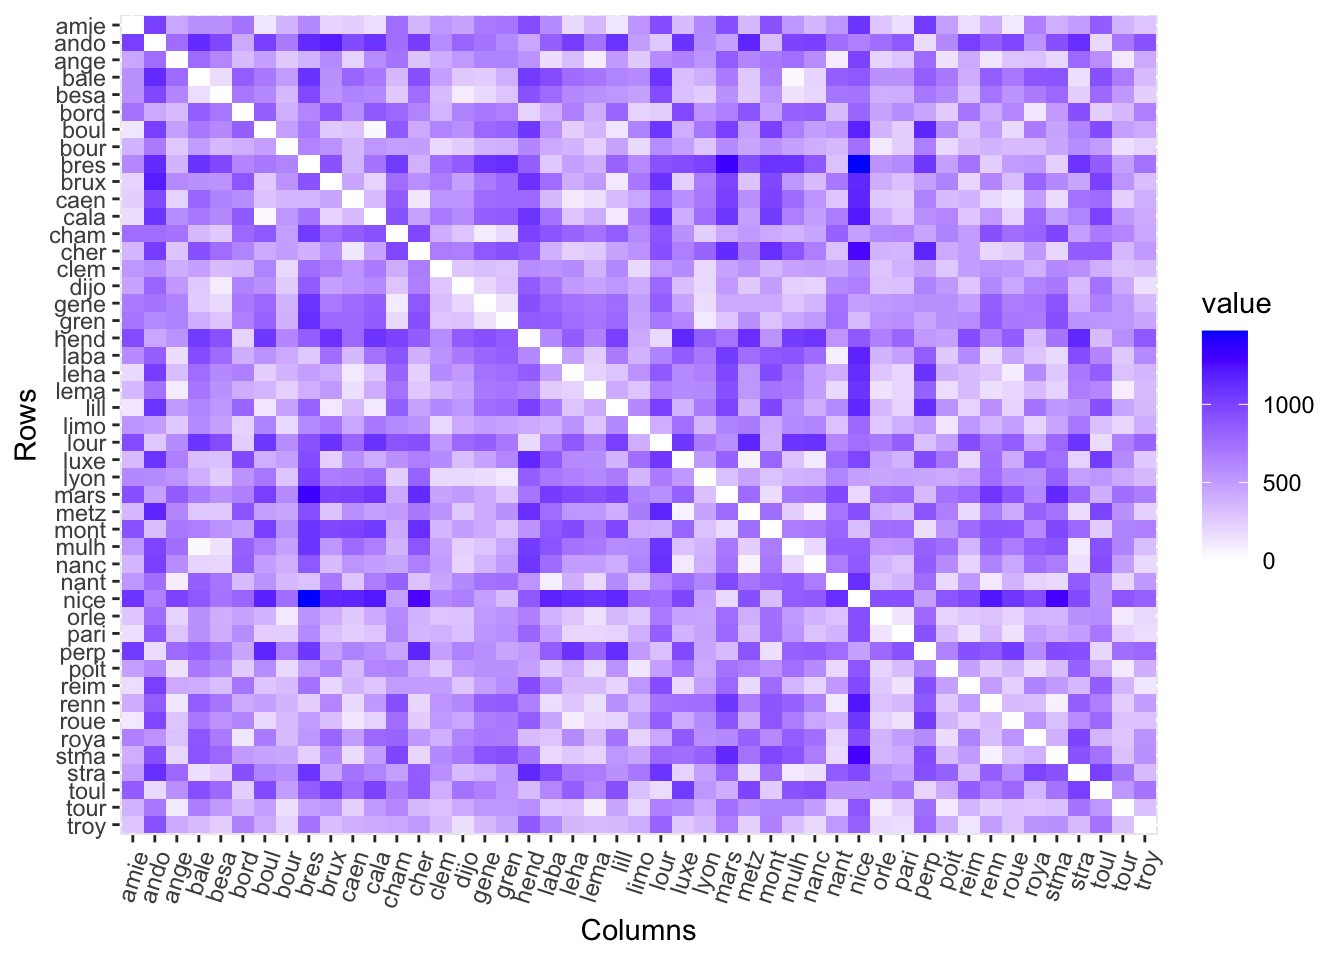 amie
ando
ange
bale
besa
bord
boul
bour
bres
brux
caen
cala
cham
cher
clem
dijo
gene
gren
hend
laba
leha
lema
lill
limo
lour
luxe
lyon
mars
metz
mont
mulh
nanc
nant
nice
orle
pari
perp
poit
reim
renn
roue
roya
stma
stra
toul
tour
troy
Rows
amie ando ange bale besa bord boul bour bres brux caen cala cham cher clem dijo gene gren hend laba leha lema lill limo lour luxe lyon mars metz mont mulh nanc nant nice orle pari perp poit reim renn roue roya stma stra toul tour troy
Columns
value
1000
500
0